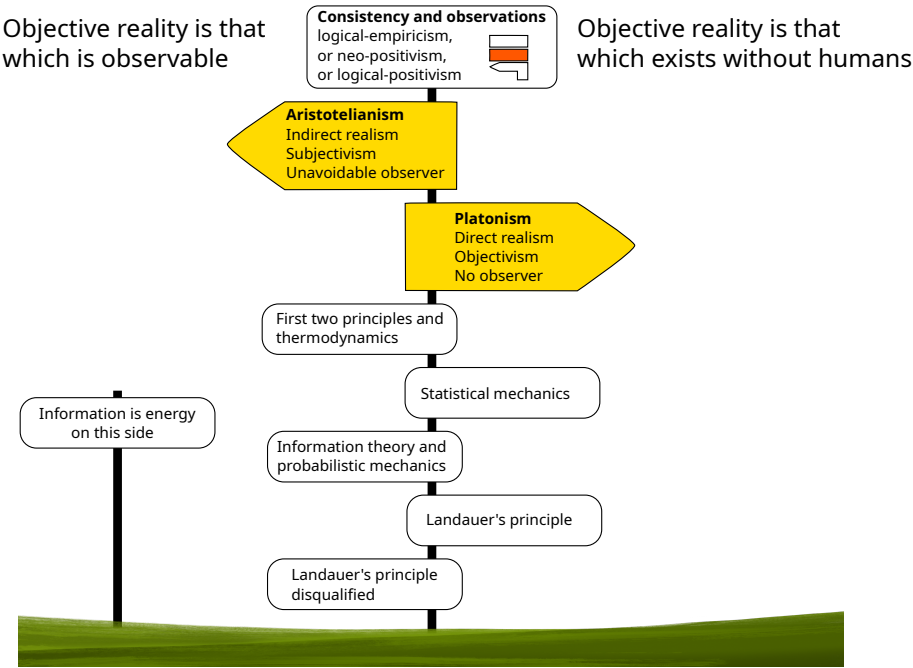 Objective reality is that
which is observable
Consistency and observations
logical-empiricism,
or neo-positivism,
or logical-positivism
Objective reality is that
which exists without humans
Aristotelianism
Indirect realism
Subjectivism
Unavoidable observer
Platonism
Direct realism
Objectivism
No observer
First two principles and
thermodynamics
Statistical mechanics
Information is energy
on this side
Information theory and
probabilistic mechanics
Landauer's principle
Landauer's principle
disqualified